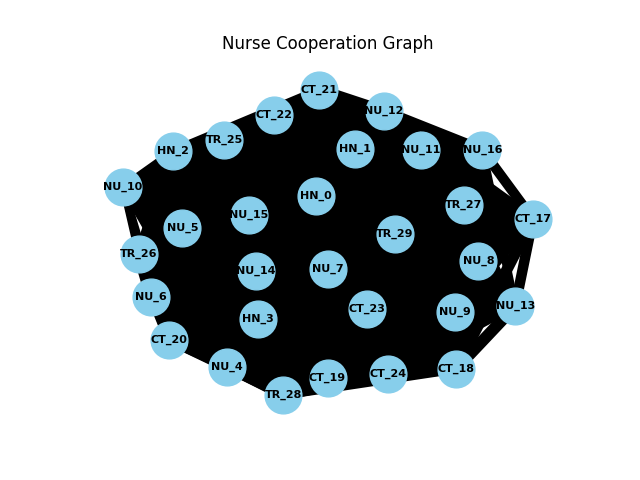 Nurse Cooperation Graph
CT_21
NU_12
CT_22
TR_25
HN_2
HN_1
NU_11
NU_16
NU_10
HN_0
TR_27
NU_15
CT_17
NU_5
TR_29
TR_26
NU_8
NU_14
NU_7
NU_6
NU_13
CT_23
NU_9
HN_3
CT_20
NU_4
CT_18
CT_24
CT_19
TR_28